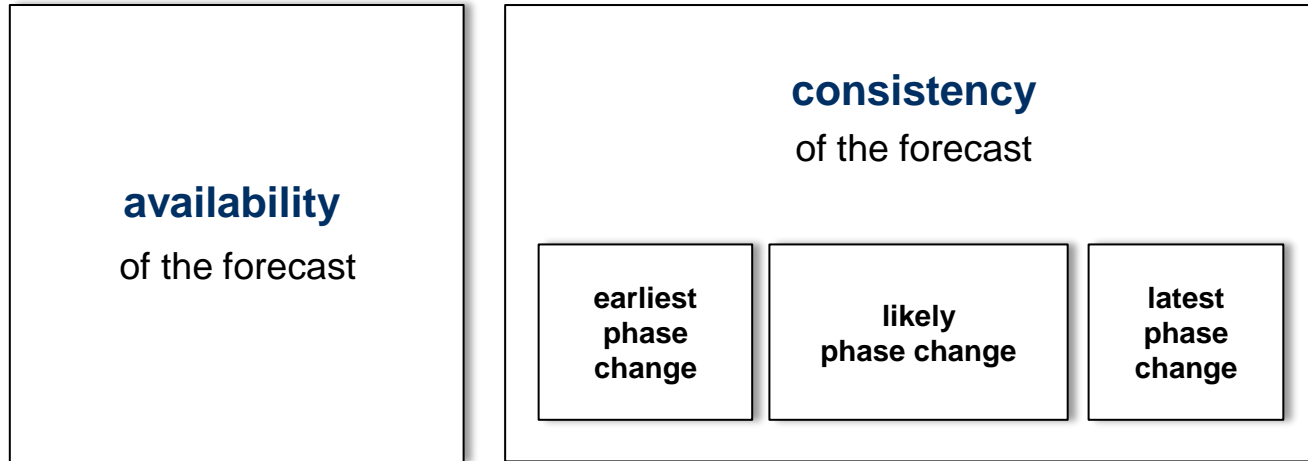 availability
of the forecast
consistency
of the forecast
earliest
phase
change
likely
phase change
latest
phase
change